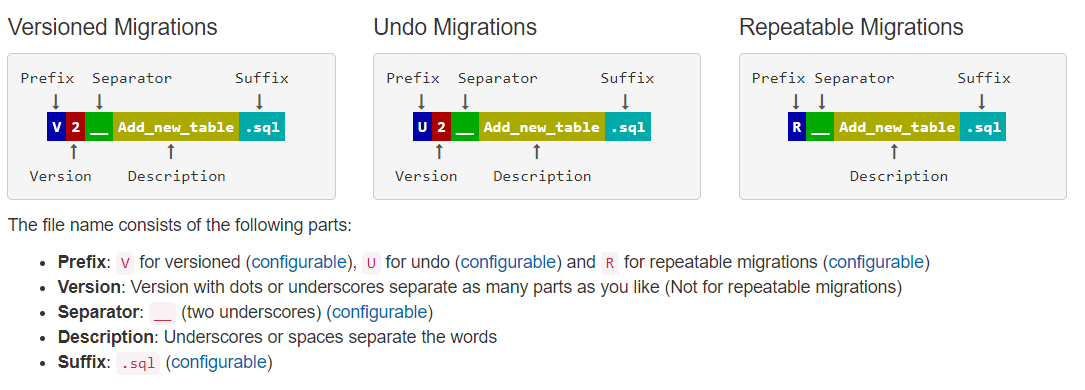 Versioned Migrations
Prefix Separator Suffix
V 2 __ Add_new_table .sql
Version Description
Undo Migrations
Prefix Separator Suffix
U 2 __ Add_new_table .sql
Version Description
Repeatable Migrations
Prefix Separator Suffix
R __ Add_new_table .sql
Description
The file name consists of the following parts:
• Prefix: V for versioned (configurable), U for undo (configurable) and R for repeatable migrations (configurable)
• Version: Version with dots or underscores separate as many parts as you like (Not for repeatable migrations)
• Separator: __ (two underscores) (configurable)
• Description: Underscores or spaces separate the words
• Suffix: .sql (configurable)